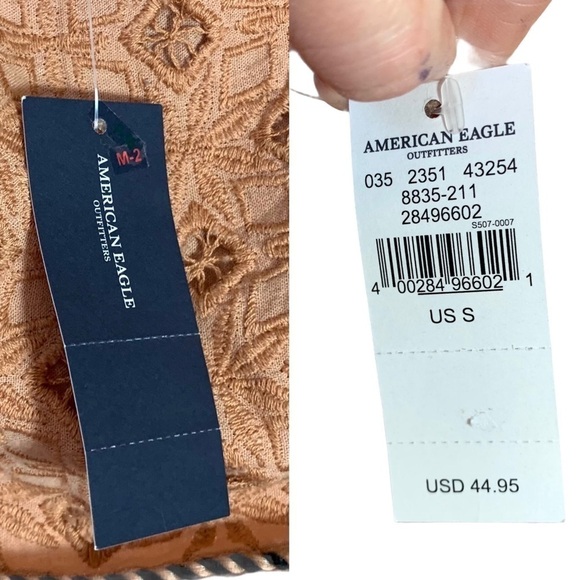 M-2
AMERICAN EAGLE
OUTFITTERS
AMERICAN EAGLE
OUTFITTERS
035 2351 43254
8835-211
28496602
S507-0007
4 00284 96602 1
US S
USD 44.95